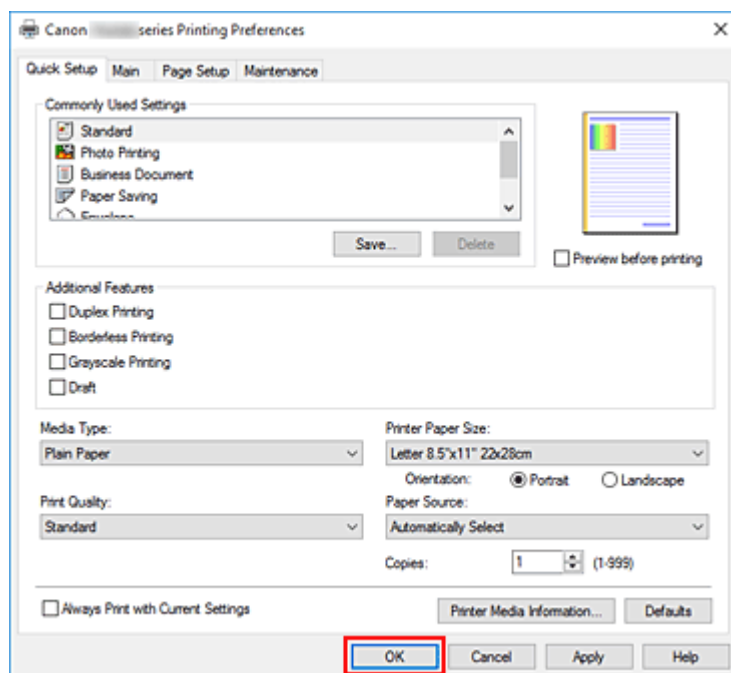 Canon series Printing Preferences
Quick Setup Main Page Setup Maintenance
Commonly Used Settings
Standard
Photo Printing
Business Document
Paper Saving
Save... Delete
Preview before printing
Additional Features
Duplex Printing
Borderless Printing
Grayscale Printing
Draft
Media Type: Printer Paper Size:
Plain Paper Letter 8.5"x11" 22x28cm
Orientation: Portrait Landscape
Print Quality: Paper Source:
Standard Automatically Select
Copies: 1 (1-999)
Always Print with Current Settings Printer Media Information... Defaults
OK Cancel Apply Help